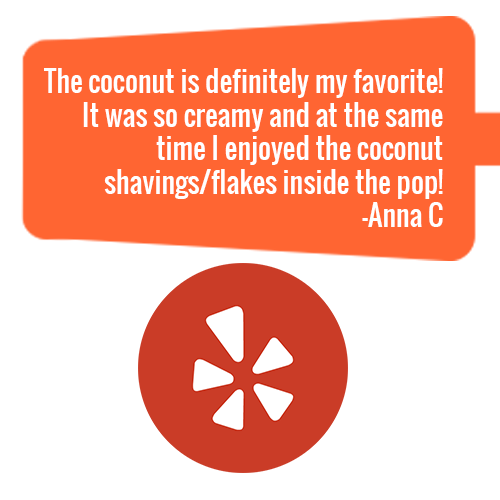 The coconut is definitely my favorite!
It was so creamy and at the same
time I enjoyed the coconut
shavings/flakes inside the pop!
-Anna C